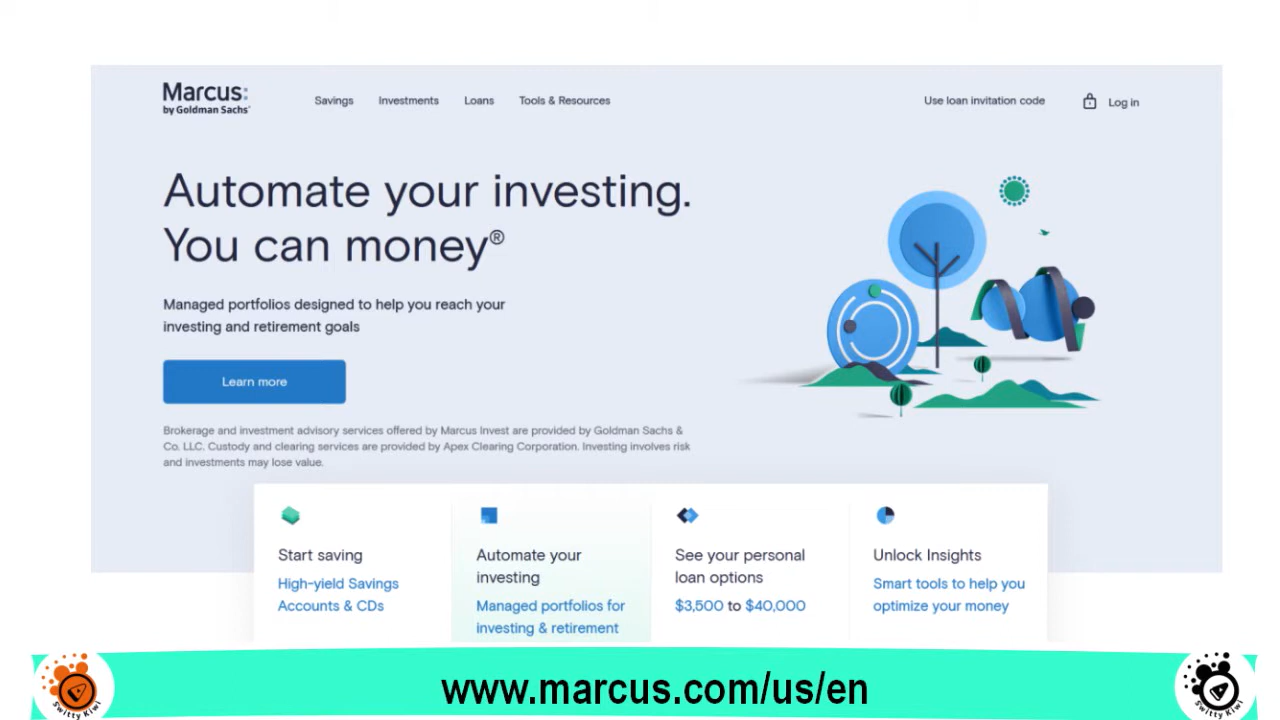 Marcus:
by Goldman Sachs®
Savings Investments Loans Tools & Resources Use loan invitation code Log in
Automate your investing.
You can money®
Managed portfolios designed to help you reach your
investing and retirement goals
Learn more
Brokerage and investment advisory services offered by Marcus Invest are provided by Goldman Sachs &
Co. LLC. Custody and clearing services are provided by Apex Clearing Corporation. Investing involves risk
and investments may lose value.
Start saving
High-yield Savings
Accounts & CDs
Automate your
investing
Managed portfolios for
investing & retirement
See your personal
loan options
$3,500 to $40,000
Unlock Insights
Smart tools to help you
optimize your money
Switty Kiwi
www.marcus.com/us/en
Switty Kiwi